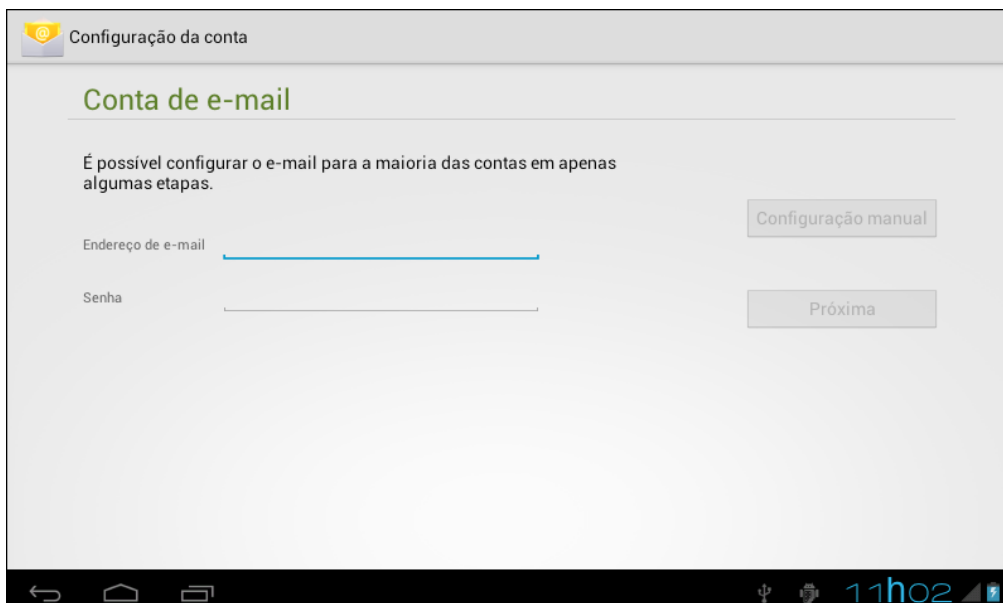 Configuração da conta
Conta de e-mail
É possível configurar o e-mail para a maioria das contas em apenas
algumas etapas.
Configuração manual
Endereço de e-mail
Senha
Próxima
11h02